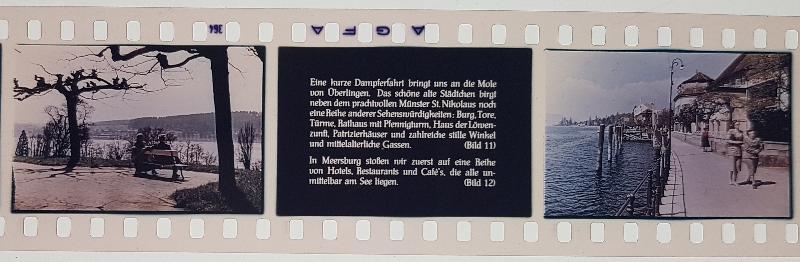 364
AGFA
Eine kurze Dampferfahrt bringt uns an die Mole
von Überlingen. Das schöne alte Städtchen birgt
neben dem prachtvollen Münster St. Nikolaus noch
eine Reihe anderer Sehenswürdigkeiten: Burg, Tore,
Türme, Rathaus mit Pfennigturm, Haus der Löwen-
zunft, Patrizierhäuser und zahlreiche stille Winkel
und mittelalterliche Gassen. (Bild 11)
In Meersburg stoßen wir zuerst auf eine Reihe
von Hotels, Restaurants und Café's, die alle un-
mittelbar am See liegen. (Bild 12)